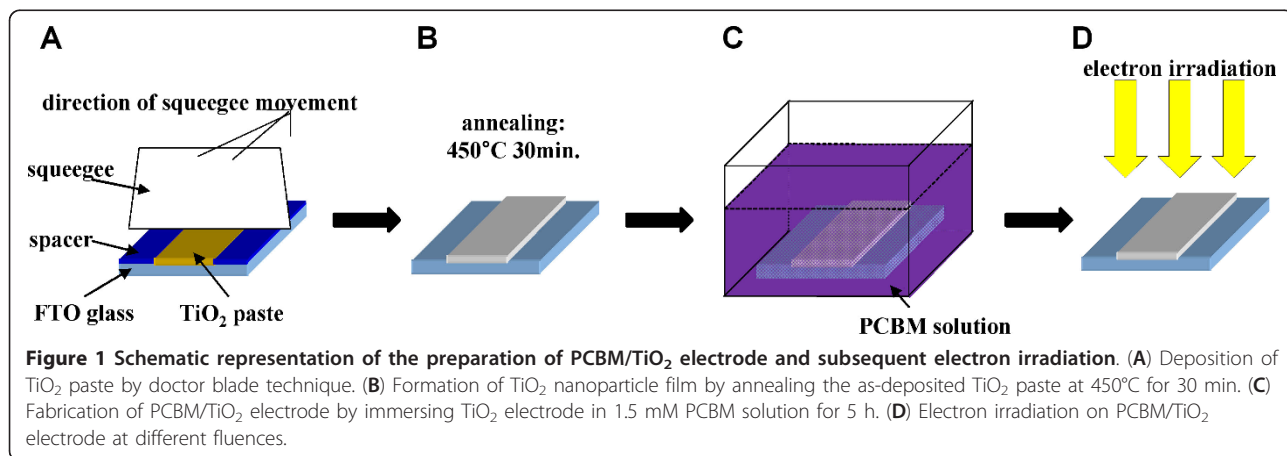 A
B
C
D
direction of squeegee movement
squeegee
spacer
FTO glass
TiO₂ paste
annealing:
450°C 30min.
PCBM solution
electron irradiation
Figure 1 Schematic representation of the preparation of PCBM/TiO₂ electrode and subsequent electron irradiation. (A) Deposition of
TiO₂ paste by doctor blade technique. (B) Formation of TiO₂ nanoparticle film by annealing the as-deposited TiO₂ paste at 450°C for 30 min. (C)
Fabrication of PCBM/TiO₂ electrode by immersing TiO₂ electrode in 1.5 mM PCBM solution for 5 h. (D) Electron irradiation on PCBM/TiO₂
electrode at different fluences.